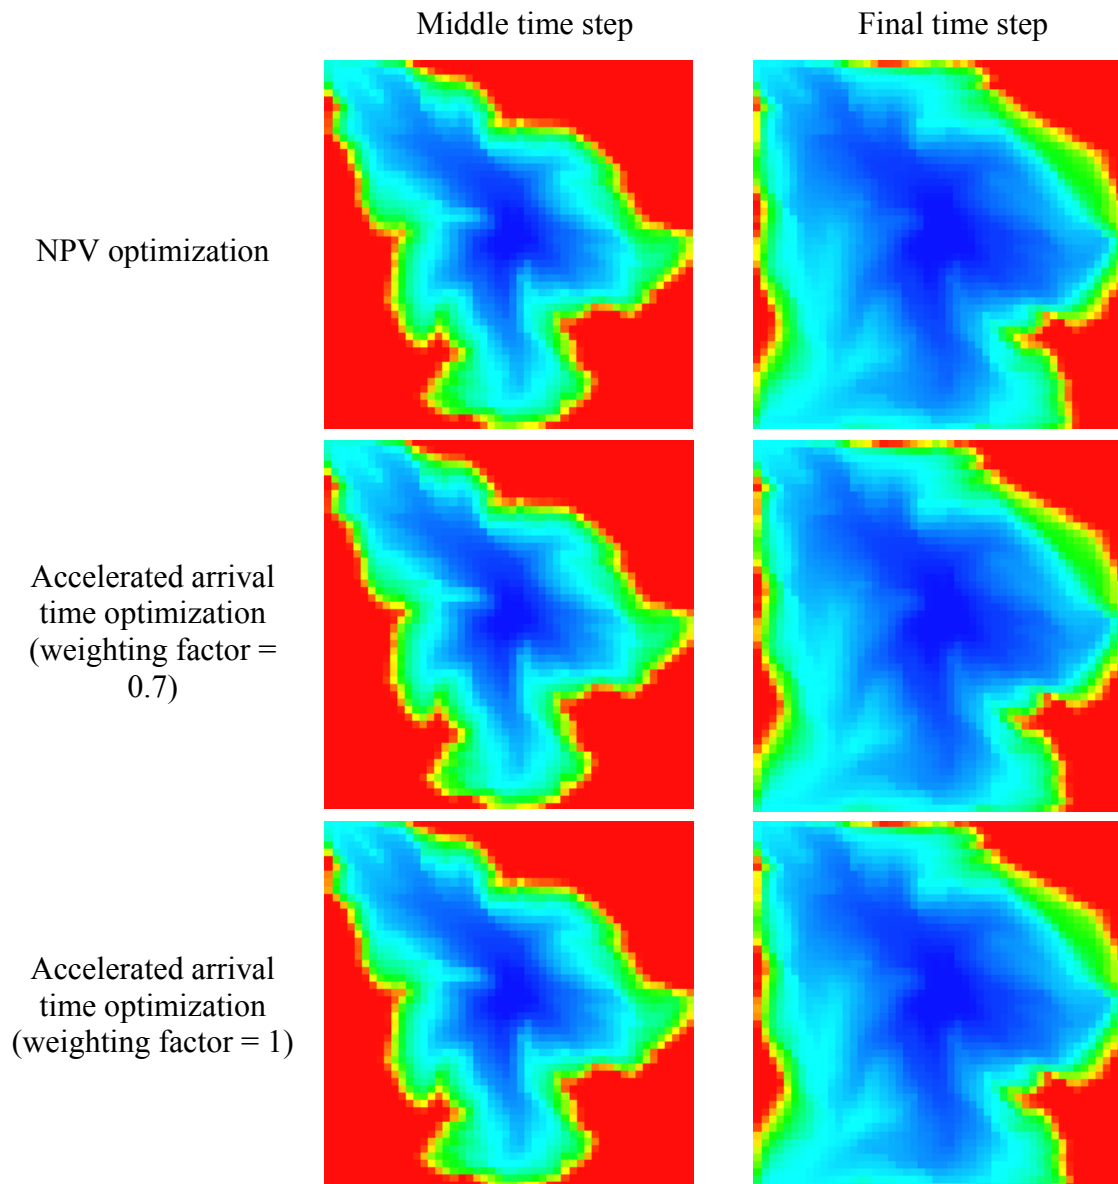 Middle time step
Final time step
NPV optimization
Accelerated arrival
time optimization
(weighting factor =
0.7)
Accelerated arrival
time optimization
(weighting factor = 1)